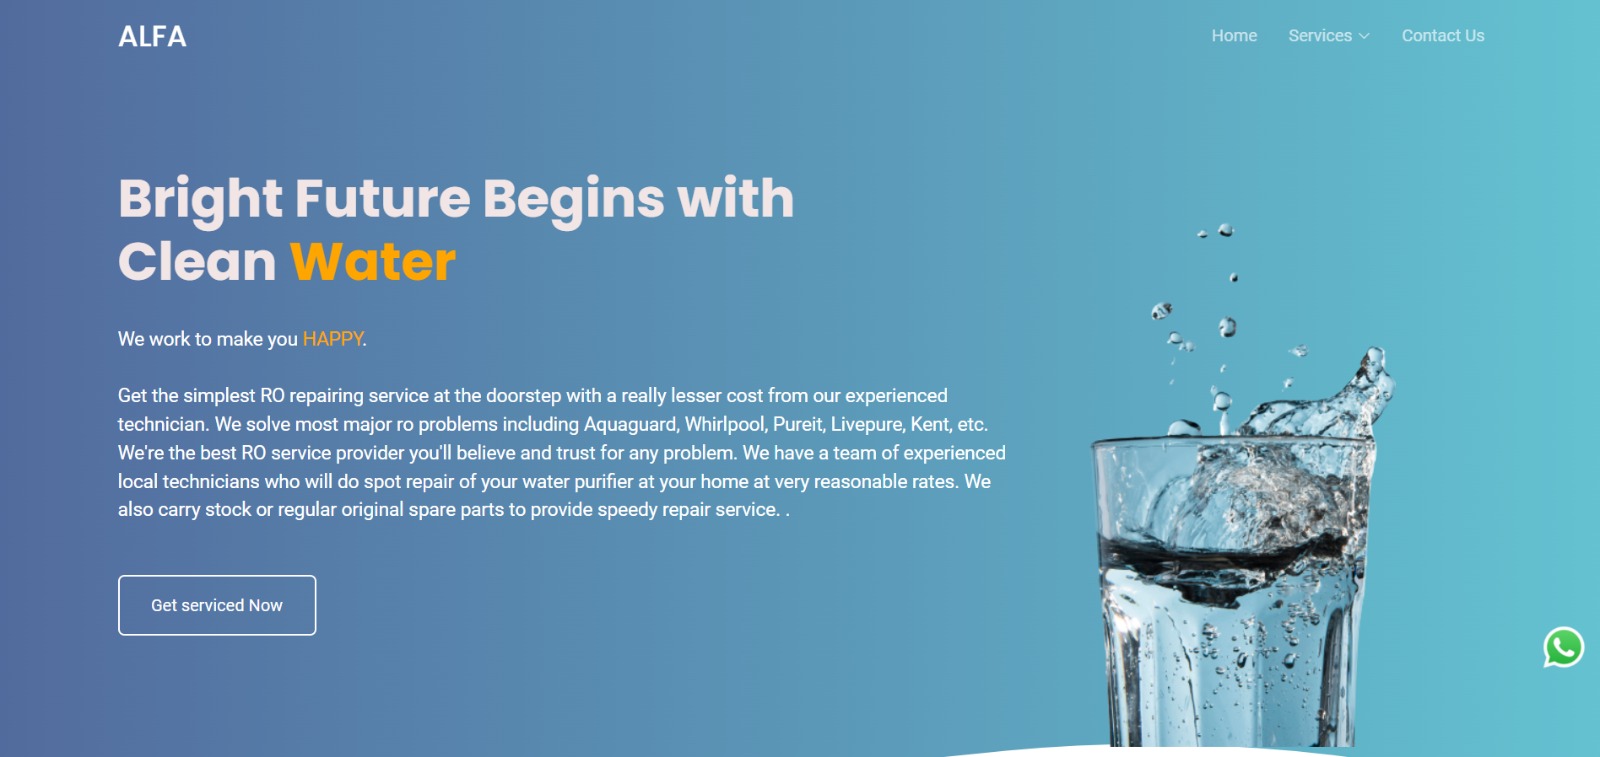 ALFA
Home
Services
Contact Us
Bright Future Begins with
Clean Water
We work to make you HAPPY.
Get the simplest RO repairing service at the doorstep with a really lesser cost from our experienced
technician. We solve most major ro problems including Aquaguard, Whirlpool, Pureit, Livepure, Kent, etc.
We're the best RO service provider you'll believe and trust for any problem. We have a team of experienced
local technicians who will do spot repair of your water purifier at your home at very reasonable rates. We
also carry stock or regular original spare parts to provide speedy repair service. .
Get serviced Now